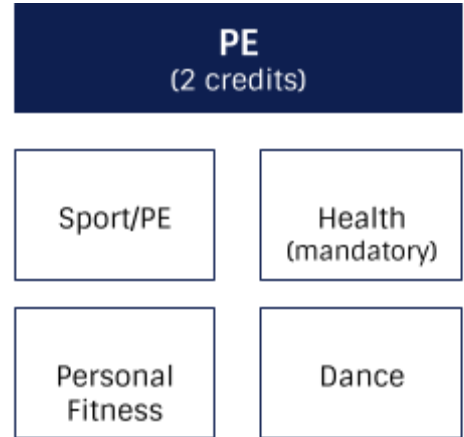 PE
(2 credits)
Sport/PE
Health
(mandatory)
Personal
Fitness
Dance